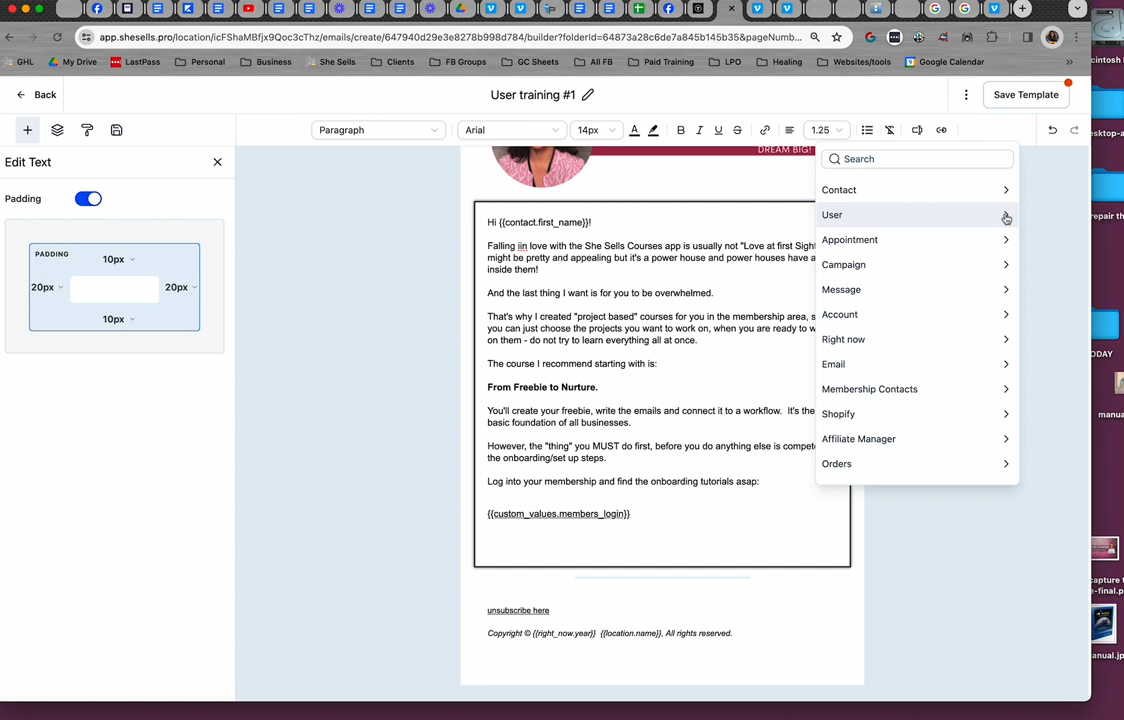 app.shesells.pro/location/icFShaMBfjx9Qoc3cThz/emails/create/647940d29e3e8278b998d784/builder?folderId=64873a28c6de7a845b145b35&pageNumb...
GHL
My Drive
LastPass
Personal
Business
She Sells
Clients
FB Groups
GC Sheets
All FB
Paid Training
LPO
Healing
Websites/tools
Google Calendar
Back
User training #1
Save Template
Paragraph
Arial
14px
1.25
Edit Text
Padding
PADDING
10px
20px
20px
10px
DREAM BIG!
Hi {{contact.first_name}}!
Falling iin love with the She Sells Courses app is usually not "Love at first Sigh
might be pretty and appealing but it's a power house and power houses have a
inside them!
And the last thing I want is for you to be overwhelmed.
That's why I created "project based" courses for you in the membership area, s
you can just choose the projects you want to work on, when you are ready to w
on them - do not try to learn everything all at once.
The course I recommend starting with is:
From Freebie to Nurture.
You'll create your freebie, write the emails and connect it to a workflow. It's the
basic foundation of all businesses.
However, the "thing" you MUST do first, before you do anything else is compet
the onboarding/set up steps.
Log into your membership and find the onboarding tutorials asap:
{{custom_values.members_login}}
unsubscribe here
Copyright © {{right_now.year}} {{location.name}}, All rights reserved.
Search
Contact
User
Appointment
Campaign
Message
Account
Right now
Email
Membership Contacts
Shopify
Affiliate Manager
Orders
acintosh
esktop-a
repair th
ODAY
manua
capture t
e-final.p
manual.jp